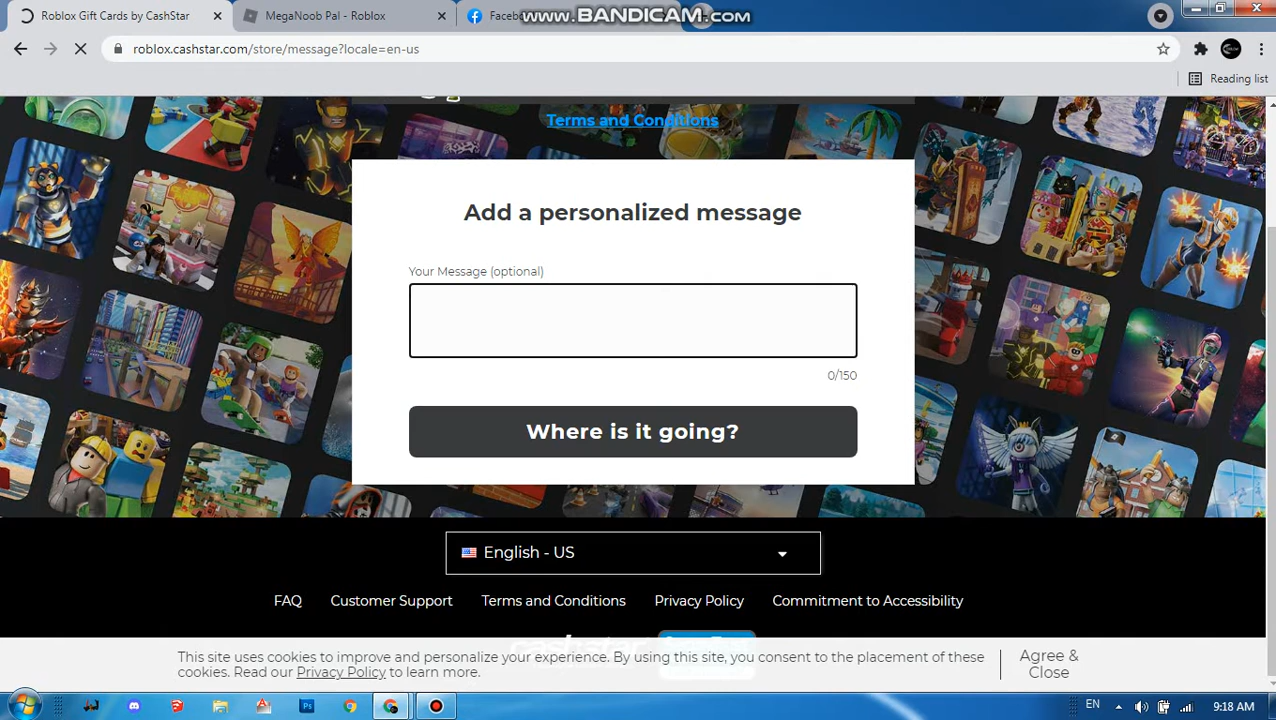 Roblox Gift Cards by CashStar
MegaNoob Pal - Roblox
Faceb
www.BANDICAM.com
roblox.cashstar.com/store/message?locale=en-us
Reading list
Terms and Conditions
Add a personalized message
Your Message (optional)
0/150
Where is it going?
English - US
FAQ
Customer Support
Terms and Conditions
Privacy Policy
Commitment to Accessibility
cashstar
This site uses cookies to improve and personalize your experience. By using this site, you consent to the placement of these
cookies. Read our Privacy Policy to learn more.
Agree &
Close
EN
9:18 AM